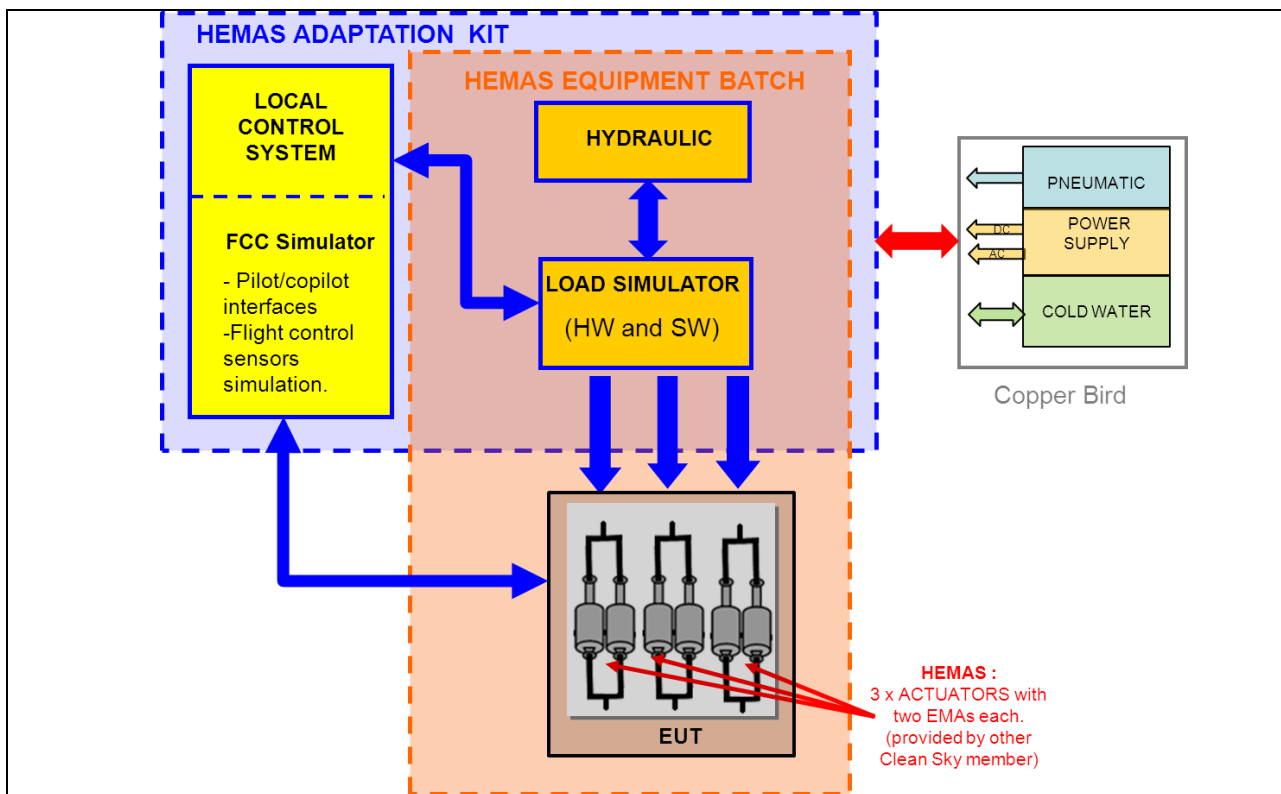 HEMAS ADAPTATION KIT
HEMAS EQUIPMENT BATCH
LOCAL
CONTROL
SYSTEM
FCC Simulator
- Pilot/copilot
interfaces
-Flight control
sensors
simulation.
HYDRAULIC
LOAD SIMULATOR
(HW and SW)
PNEUMATIC
DC
POWER
SUPPLY
AC
COLD WATER
Copper Bird
EUT
HEMAS :
3 x ACTUATORS with
two EMAs each.
(provided by other
Clean Sky member)